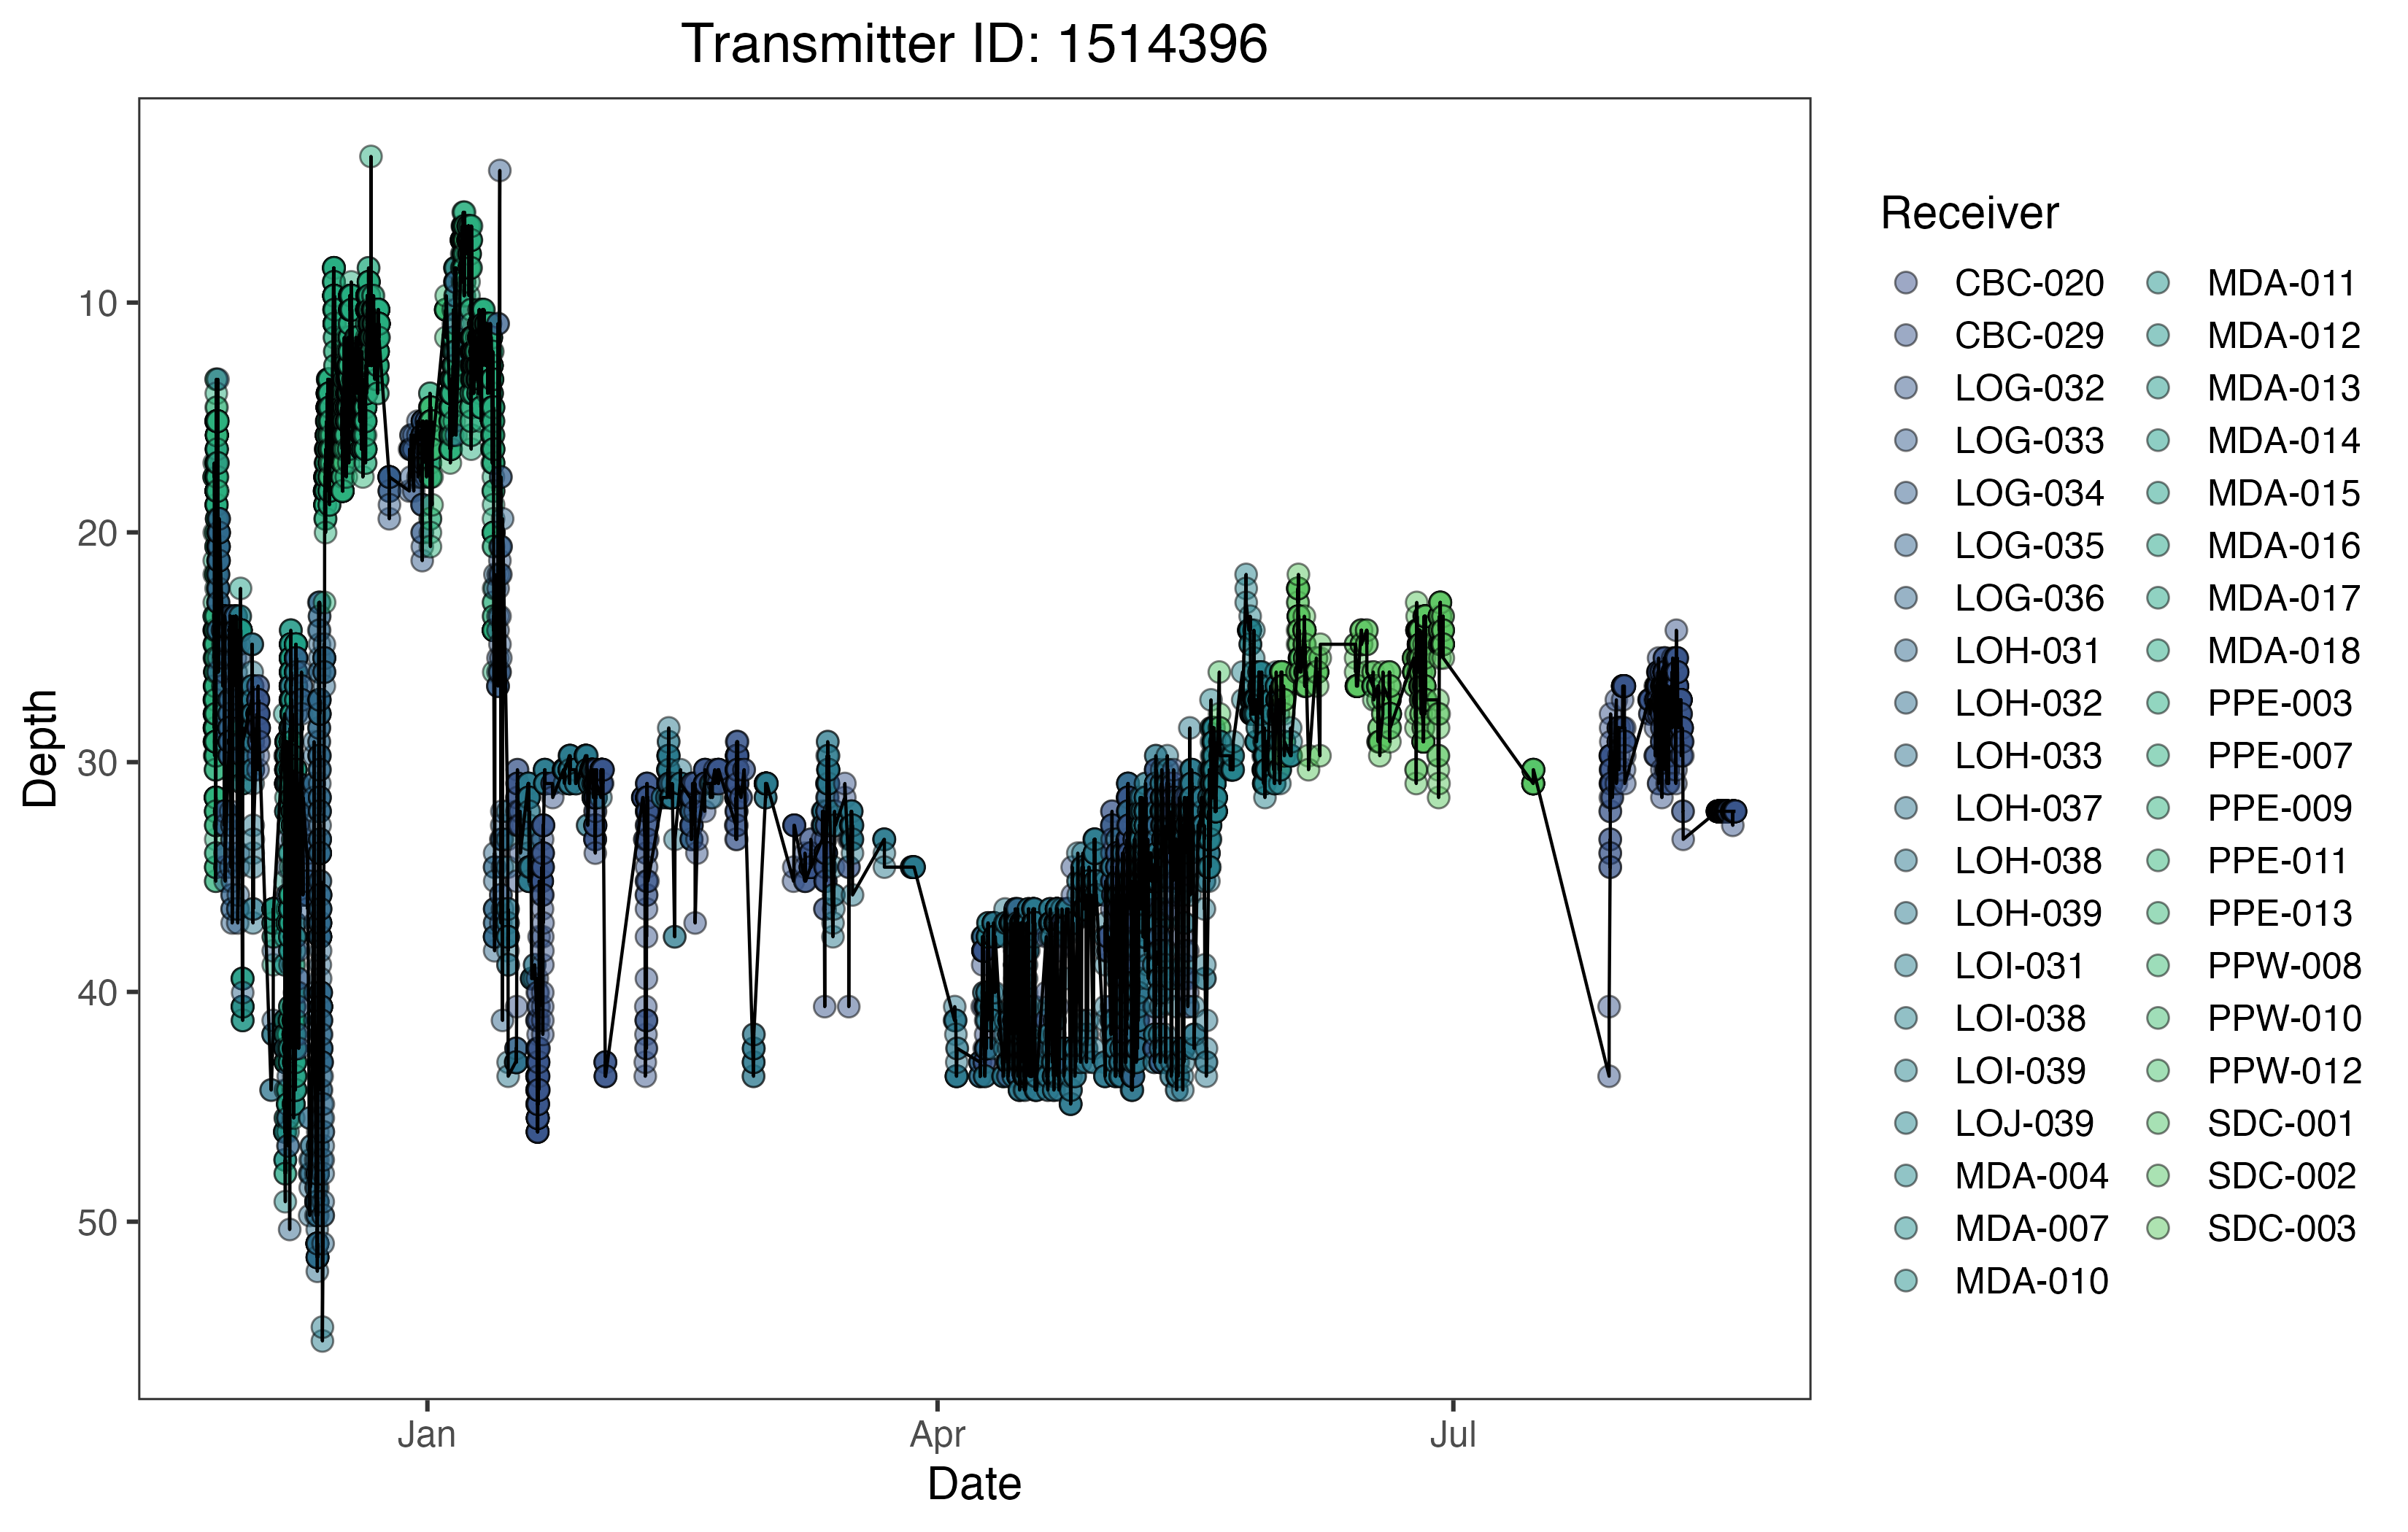 Transmitter ID: 1514396
Depth
10
20
30
40
50
Jan
Apr
Jul
Date
Receiver
CBC-020
CBC-029
LOG-032
LOG-033
LOG-034
LOG-035
LOG-036
LOH-031
LOH-032
LOH-033
LOH-037
LOH-038
LOH-039
LOI-031
LOI-038
LOI-039
LOJ-039
MDA-004
MDA-007
MDA-010
MDA-011
MDA-012
MDA-013
MDA-014
MDA-015
MDA-016
MDA-017
MDA-018
PPE-003
PPE-007
PPE-009
PPE-011
PPE-013
PPW-008
PPW-010
PPW-012
SDC-001
SDC-002
SDC-003